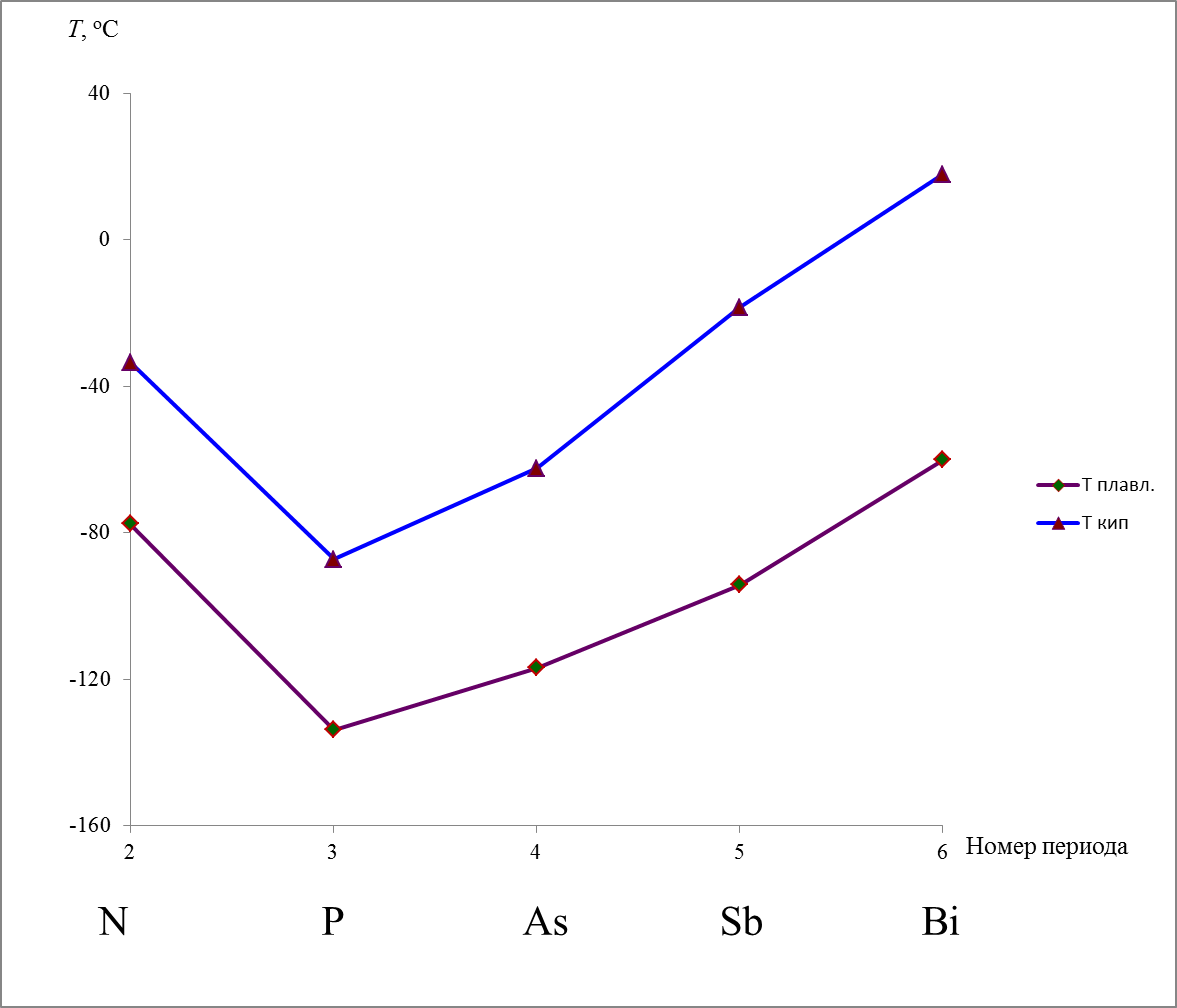 T, °C
40
0
-40
-80
-120
-160
2 3 4 5 6
Номер периода
N P As Sb Bi
Т плавл.
Т кип